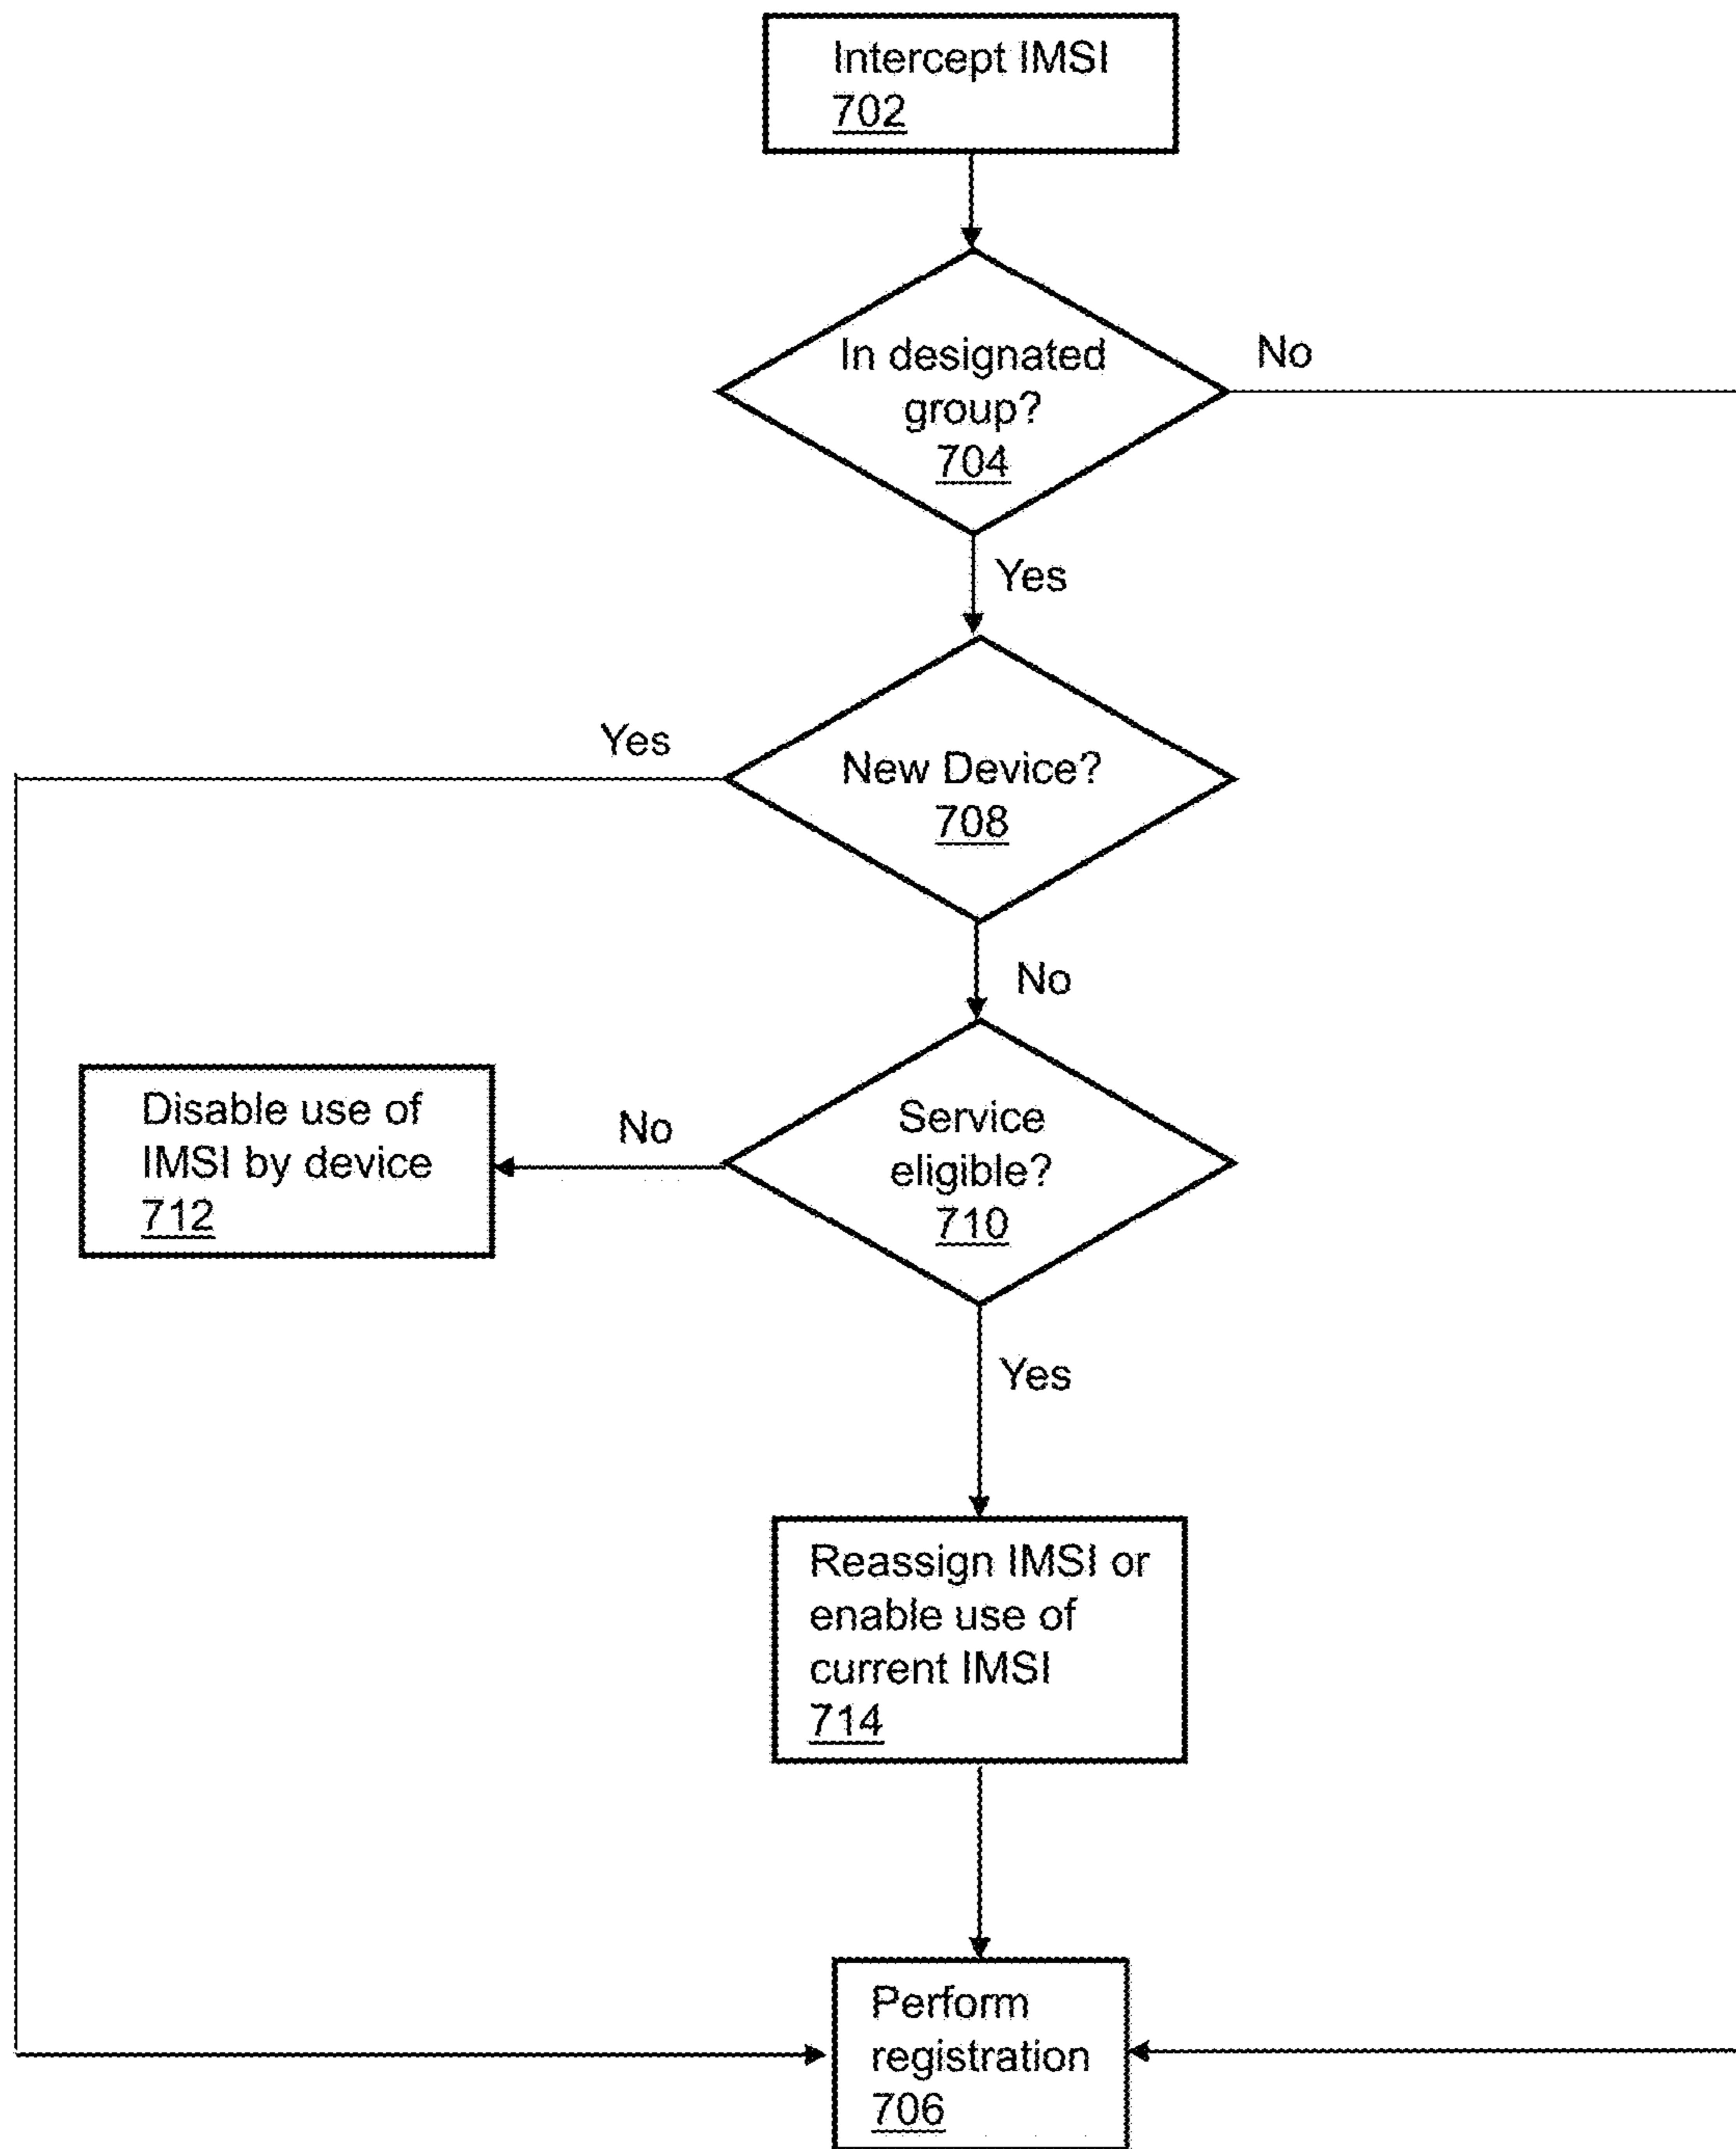 Intercept IMSI
702
In designated
group?
704
No
Yes
New Device?
708
Yes
No
Service
eligible?
710
No
Disable use of
IMSI by device
712
Yes
Reassign IMSI or
enable use of
current IMSI
714
Perform
registration
706